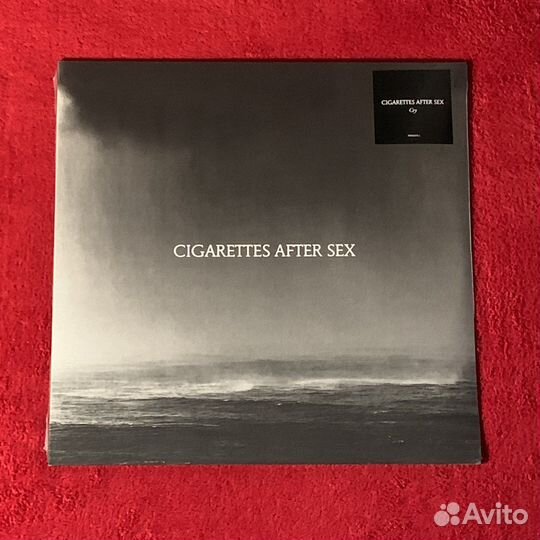 CIGARETTES AFTER SEX
Cry
CIGARETTES AFTER SEX
Avito